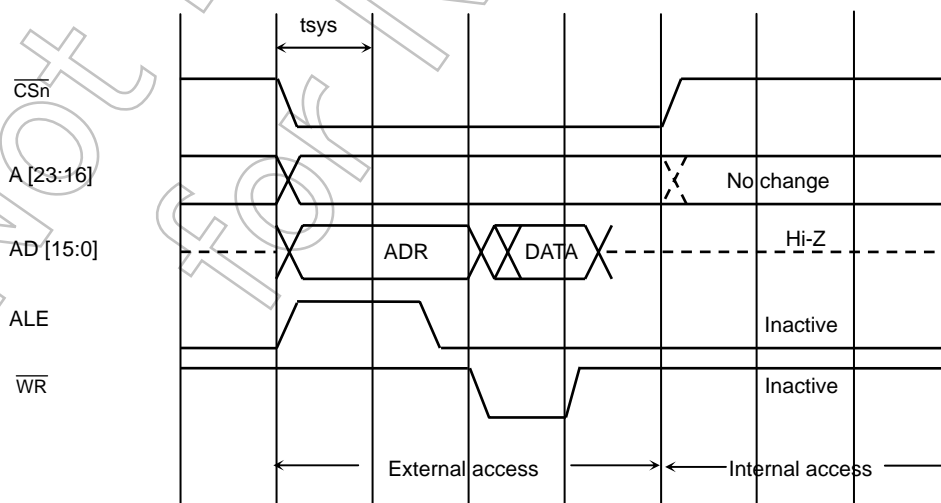 tsys
CSn
A [23:16]
No change
AD [15:0]
ADR
DATA
Hi-Z
ALE
Inactive
WR
Inactive
External access
Internal access